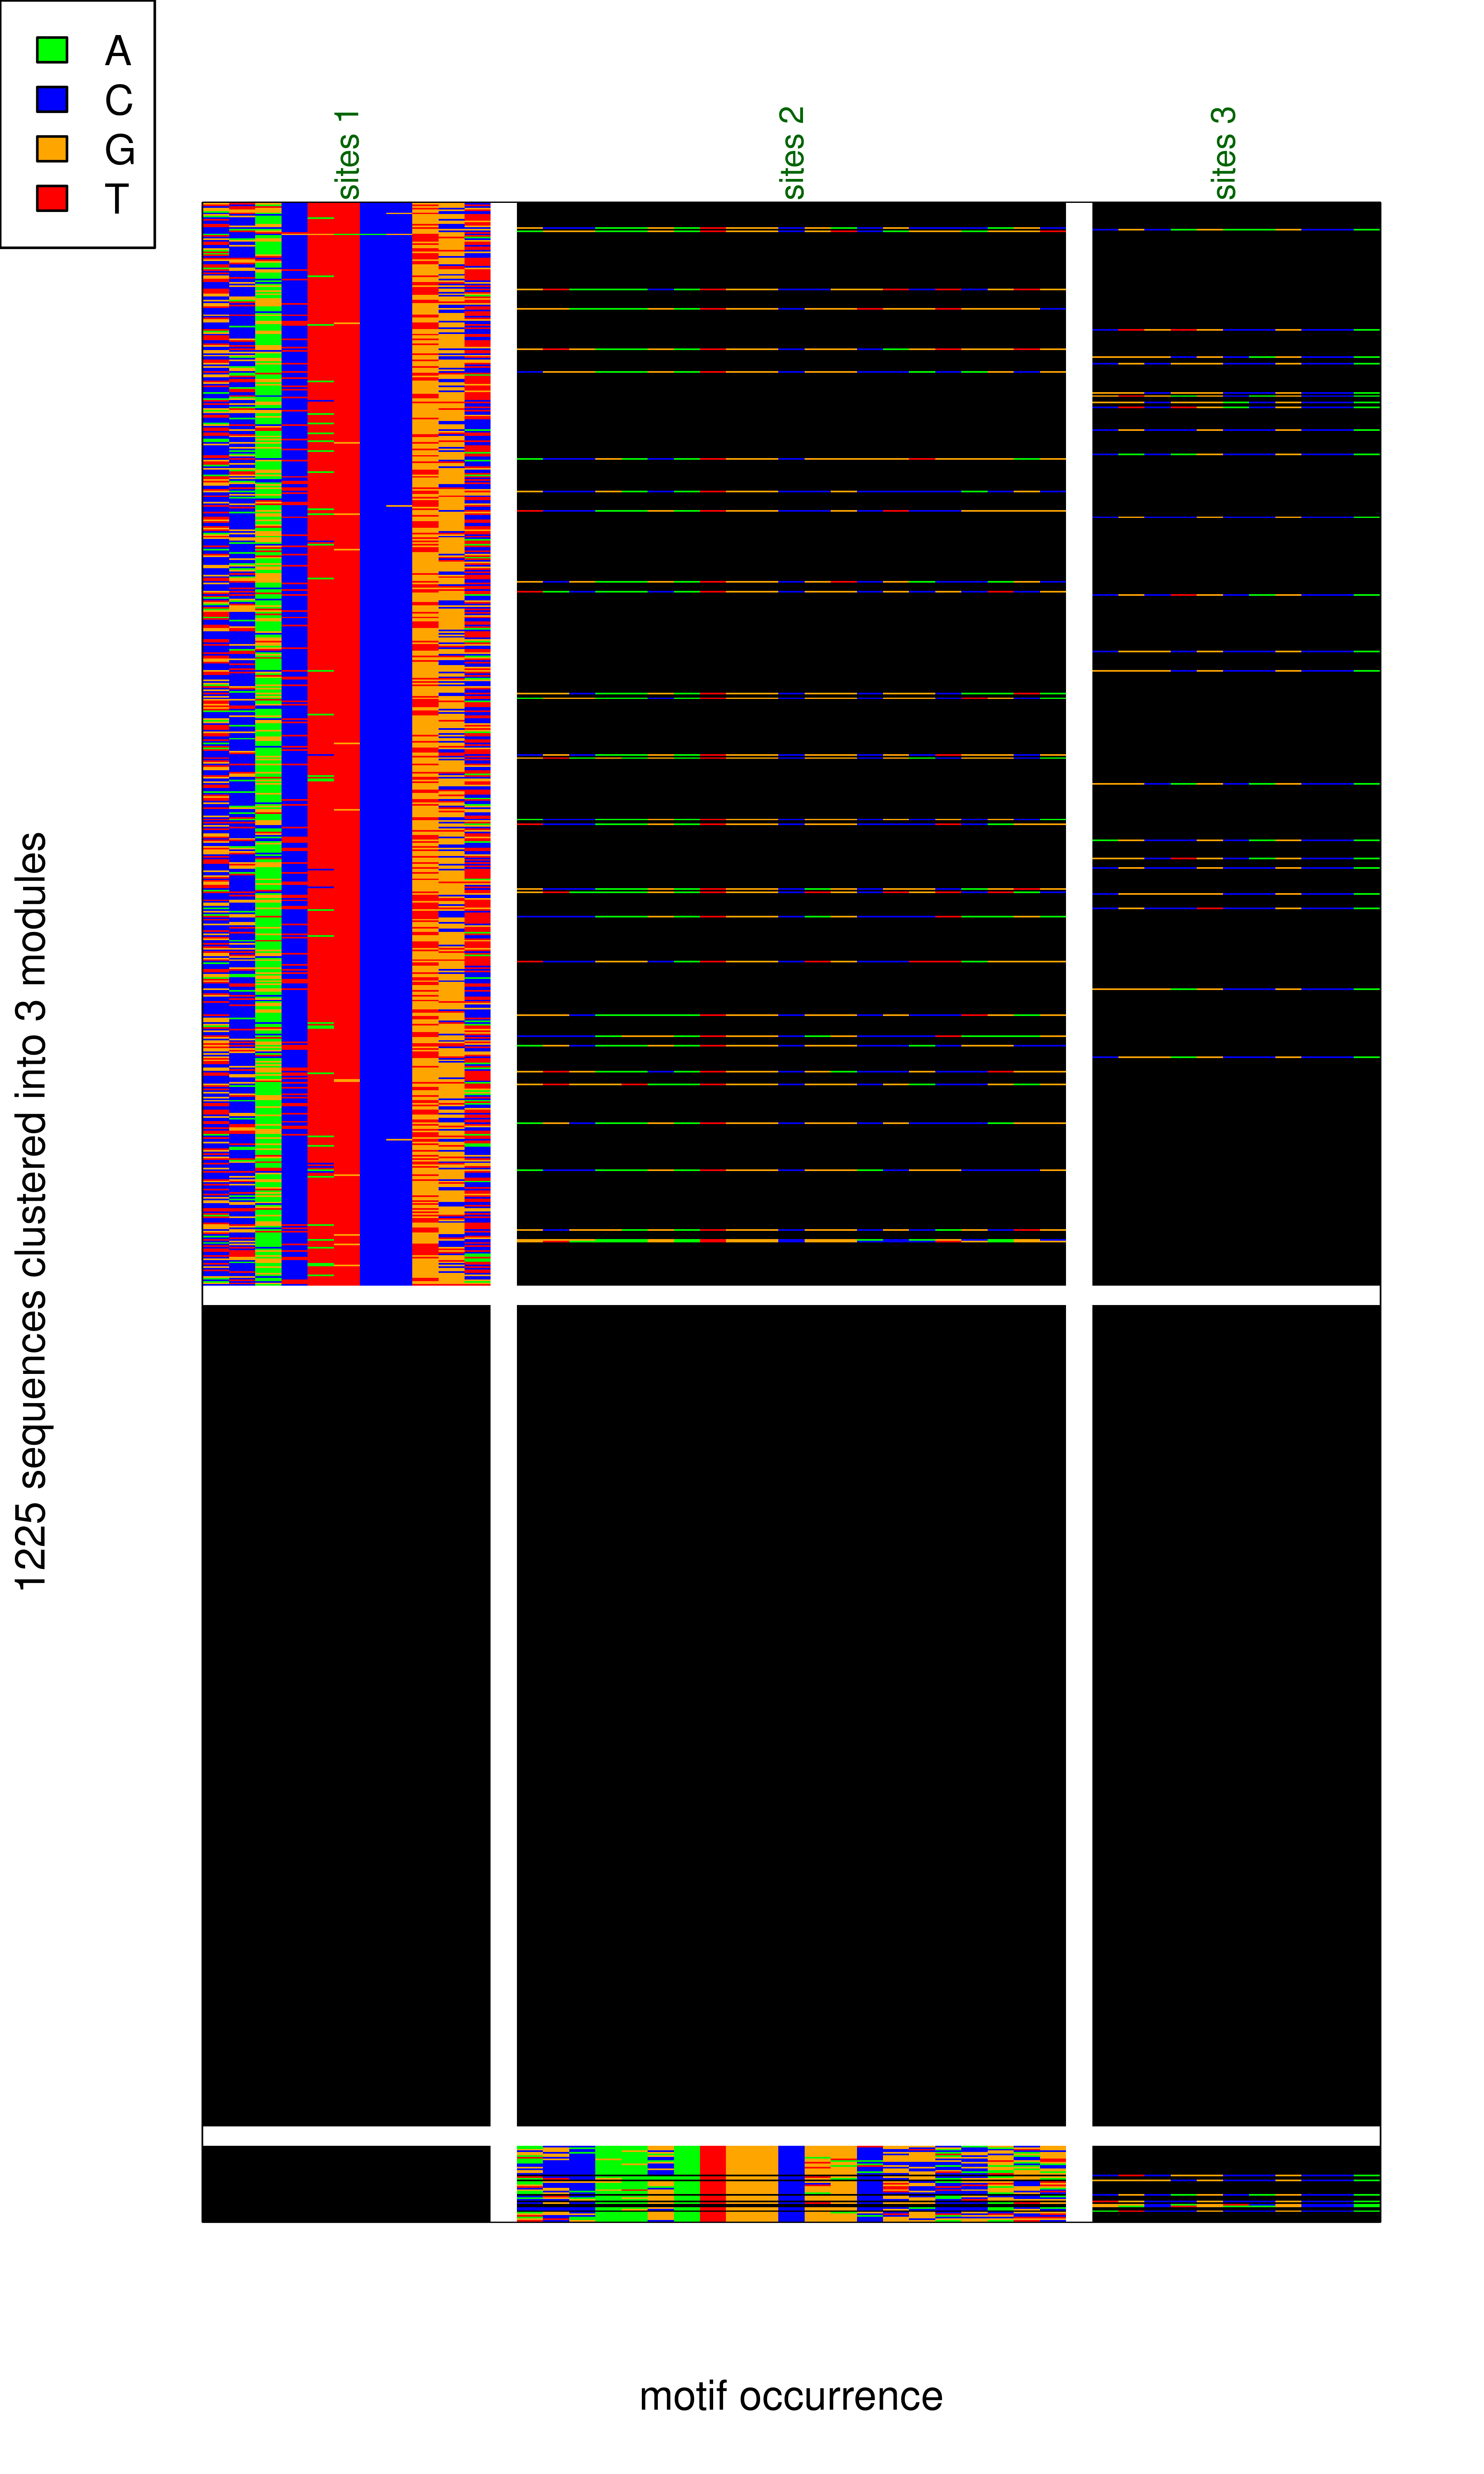 A
C
G
T
sites 1
sites 2
sites 3
1225 sequences clustered into 3 modules
motif occurrence